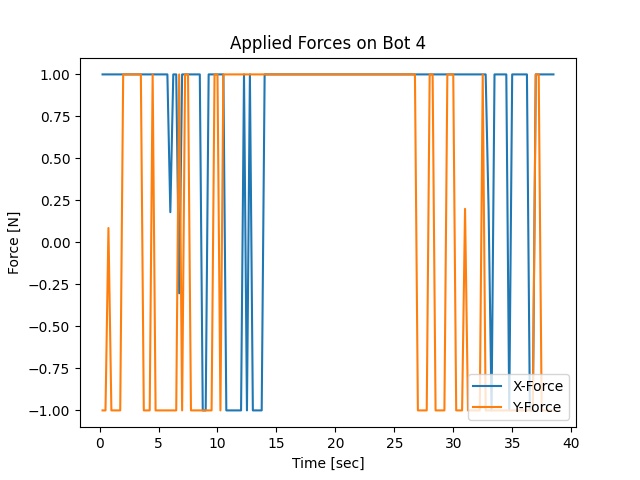 Applied Forces on Bot 4
1.00
0.75
0.50
0.25
0.00
−0.25
−0.50
−0.75
−1.00
Force [N]
X-Force
Y-Force
0 5 10 15 20 25 30 35 40
Time [sec]